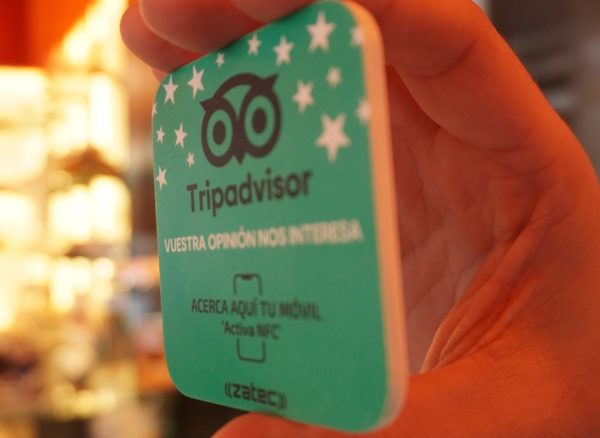 Tripadvisor
VUESTRA OPINIÓN NOS INTERESA
ACERCA AQUÍ TU MÓVIL
'Activa NFC'
((zatec))